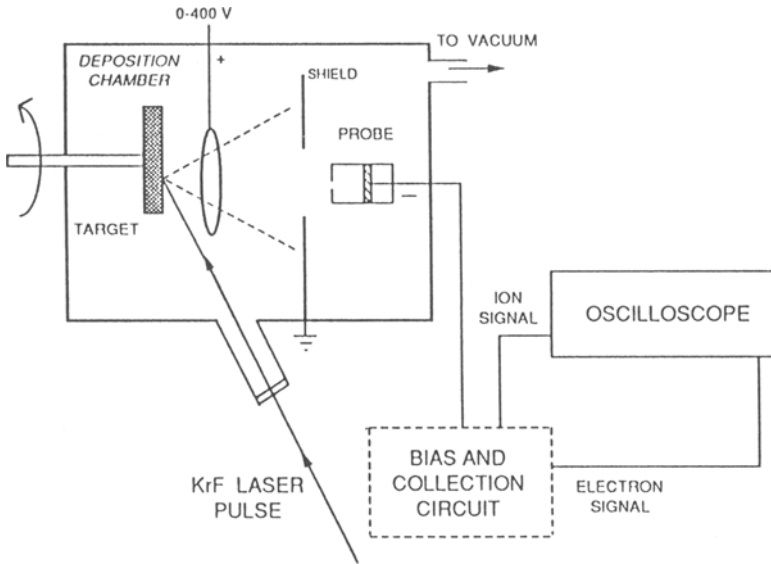 0-400 V
+
TO VACUUM
DEPOSITION
CHAMBER
SHIELD
PROBE
–
TARGET
ION
SIGNAL
OSCILLOSCOPE
BIAS AND
COLLECTION
CIRCUIT
KrF LASER
PULSE
ELECTRON
SIGNAL